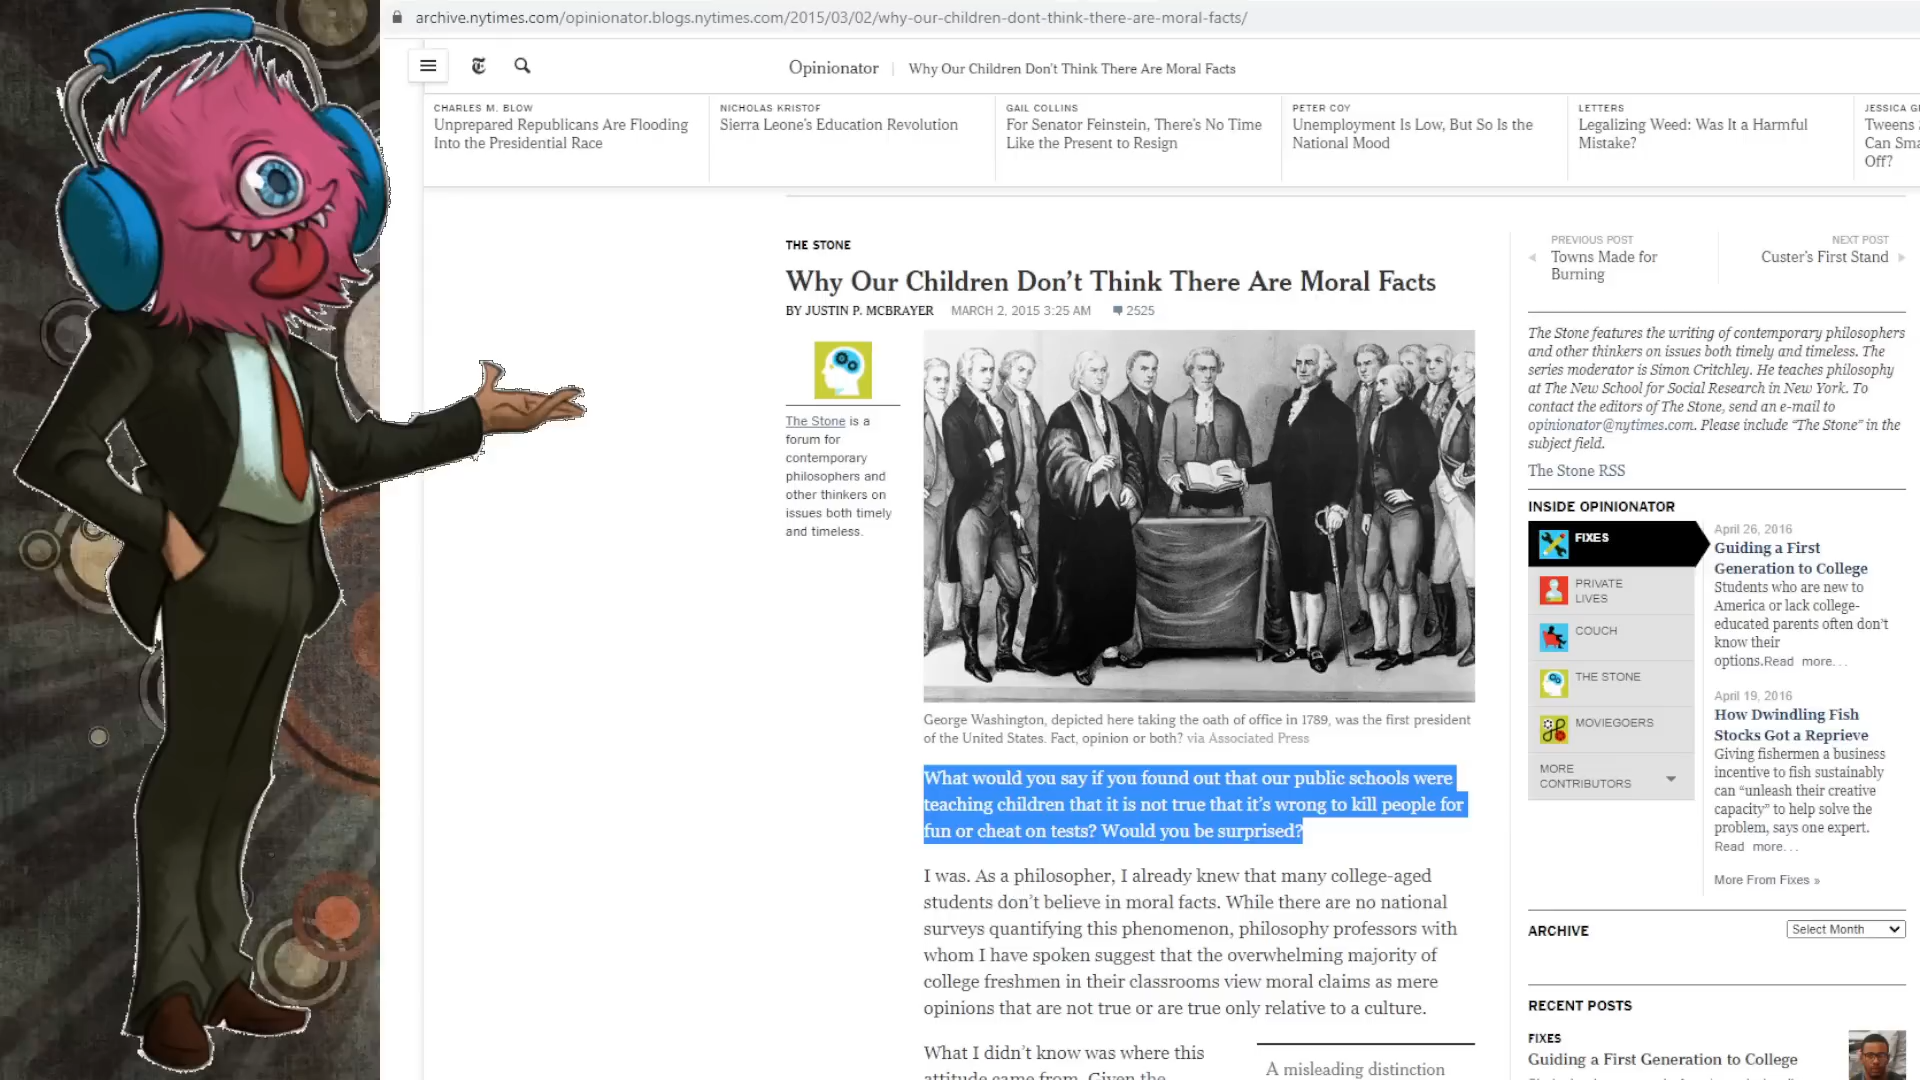 archive.nytimes.com/opinionator.blogs.nytimes.com/2015/03/02/why-our-children-dont-think-there-are-moral-facts/
Opinionator | Why Our Children Don't Think There Are Moral Facts
CHARLES M. BLOW
Unprepared Republicans Are Flooding
Into the Presidential Race
NICHOLAS KRISTOF
Sierra Leone's Education Revolution
GAIL COLLINS
For Senator Feinstein, There's No Time
Like the Present to Resign
PETER COY
Unemployment Is Low, But So Is the
National Mood
LETTERS
Legalizing Weed: Was It a Harmful
Mistake?
JESSICA
Tweens
Can
Off?
THE STONE
Why Our Children Don't Think There Are Moral Facts
BY JUSTIN P. MCBRAYER MARCH 2, 2015 3:25 AM 2525
The Stone is a
forum for
contemporary
philosophers and
other thinkers on
issues both timely
and timeless.
George Washington, depicted here taking the oath of office in 1789, was the first president
of the United States. Fact, opinion or both? via Associated Press
What would you say if you found out that our public schools were
teaching children that it is not true that it's wrong to kill people for
fun or cheat on tests? Would you be surprised?
I was. As a philosopher, I already knew that many college-aged
students don't believe in moral facts. While there are no national
surveys quantifying this phenomenon, philosophy professors with
whom I have spoken suggest that the overwhelming majority of
college freshmen in their classrooms view moral claims as mere
opinions that are not true or are true only relative to a culture.
What I didn't know was where this
attitude came from. Given the
A misleading distinction
PREVIOUS POST
Towns Made for
Burning
NEXT POST
Custer's First Stand
The Stone features the writing of contemporary philosophers
and other thinkers on issues both timely and timeless. The
series moderator is Simon Critchley. He teaches philosophy
at The New School for Social Research in New York. To
contact the editors of The Stone, send an e-mail to
opinionator@nytimes.com. Please include "The Stone" in the
subject field.
The Stone RSS
INSIDE OPINIONATOR
FIXES
PRIVATE
LIVES
COUCH
THE STONE
MOVIEGOERS
MORE
CONTRIBUTORS
April 26, 2016
Guiding a First
Generation to College
Students who are new to
America or lack college-
educated parents often don't
know their
options.Read more...
April 19, 2016
How Dwindling Fish
Stocks Got a Reprieve
Giving fishermen a business
incentive to fish sustainably
can "unleash their creative
capacity" to help solve the
problem, says one expert.
Read more...
More From Fixes »
ARCHIVE
Select Month
RECENT POSTS
FIXES
Guiding a First Generation to College